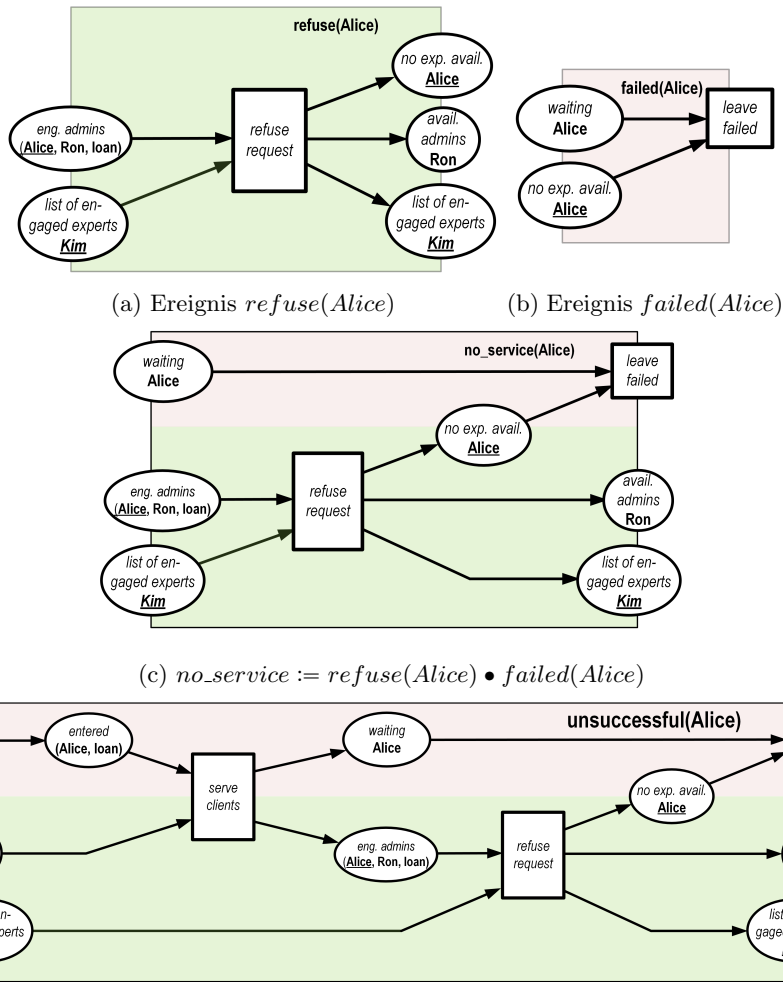 refuse(Alice)
no exp. avail.
Alice
eng. admins
(Alice, Ron, loan)
refuse
request
avail.
admins
Ron
list of en-
gaged experts
Kim
list of en-
gaged experts
Kim
failed(Alice)
waiting
Alice
leave
failed
no exp. avail.
Alice
(a) Ereignis refuse(Alice)
(b) Ereignis failed(Alice)
waiting
Alice
no_service(Alice)
leave
failed
no exp. avail.
Alice
eng. admins
(Alice, Ron, loan)
refuse
request
avail.
admins
Ron
list of en-
gaged experts
Kim
list of en-
gaged experts
Kim
(c) no_service := refuse(Alice) • failed(Alice)
unsuccessful(Alice)
entered
(Alice, loan)
waiting
Alice
serve
clients
no exp. avail.
Alice
eng. admins
(Alice, Ron, loan)
refuse
request
n-
perts
list
gaged